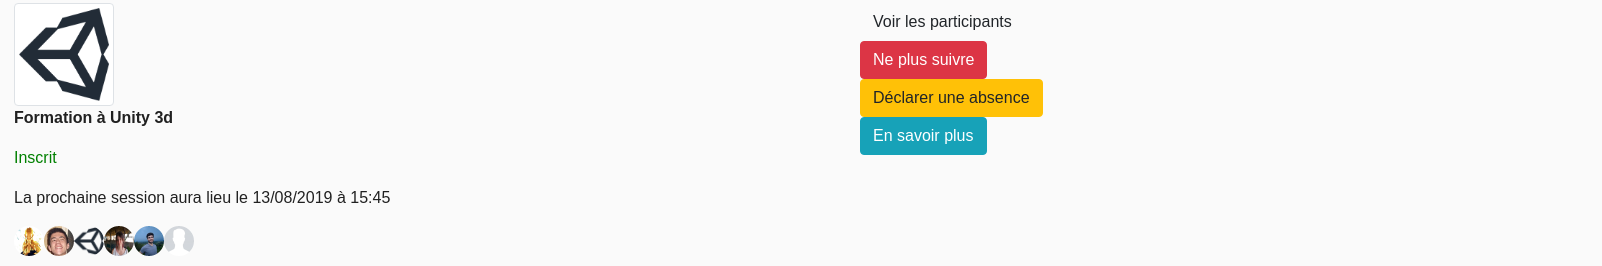 Formation à Unity 3d
Inscrit
La prochaine session aura lieu le 13/08/2019 à 15:45
Voir les participants
Ne plus suivre
Déclarer une absence
En savoir plus